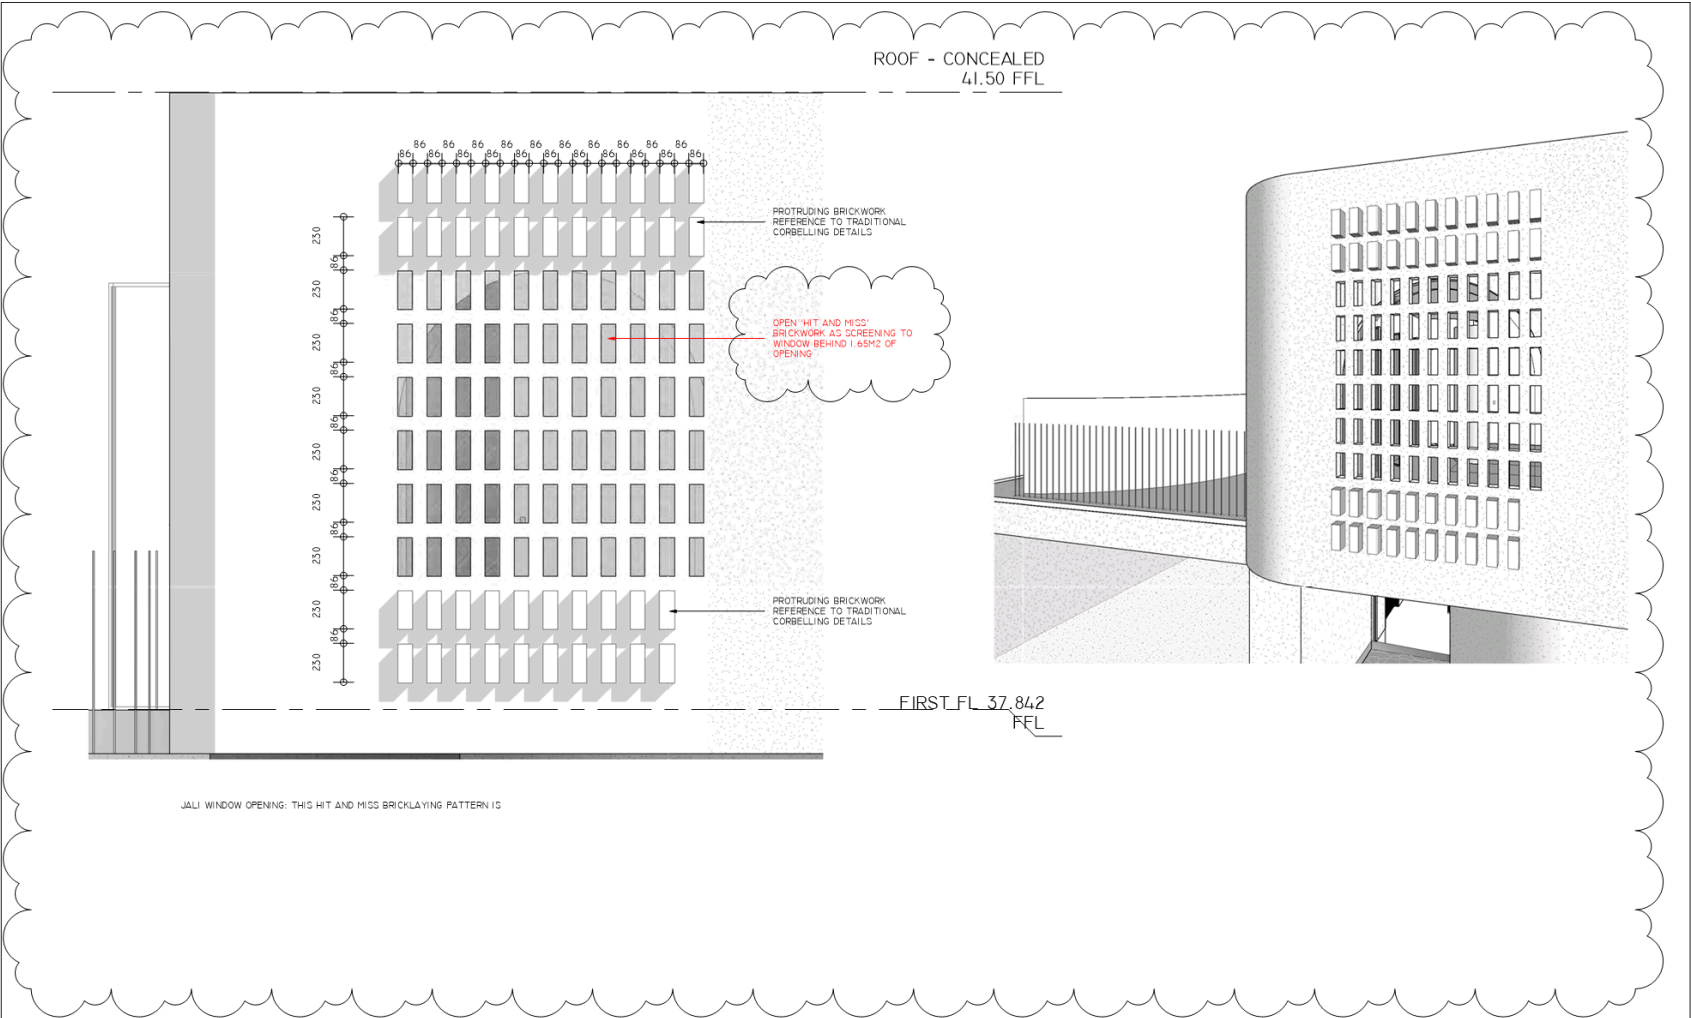 ROOF - CONCEALED
41.50 FFL
86 86 86 86 86 86 86 86 86 86
86 86 86 86 86 86 86 86 86 86 86
PROTRUDING BRICKWORK
REFERENCE TO TRADITIONAL
CORBELLING DETAILS
230
86
230
86
230
86
230
86
230
86
230
86
230
86
230
86
230
OPEN 'HIT AND MISS'
BRICKWORK AS SCREENING TO
WINDOW BEHIND 1.65M2 OF
OPENING
PROTRUDING BRICKWORK
REFERENCE TO TRADITIONAL
CORBELLING DETAILS
FIRST FL 37.842
FFL
JALI WINDOW OPENING: THIS HIT AND MISS BRICKLAYING PATTERN IS